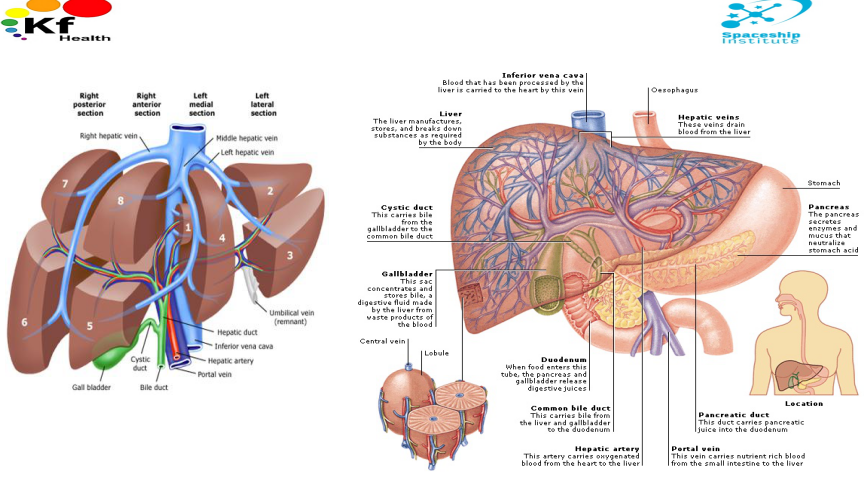 Kf
Health
Spaceship
Institute
Right
posterior
section
Right
anterior
section
Left
medial
section
Left
lateral
section
Right hepatic vein
Middle hepatic vein
Left hepatic vein
7
8
2
1
4
3
6
5
Umbilical vein
(remnant)
Hepatic duct
Inferior vena cava
Hepatic artery
Portal vein
Cystic
duct
Gall bladder
Bile duct
Inferior vena cava
Blood that has been processed by the
liver is carried to the heart by this vein
Oesophagus
Liver
The liver manufactures,
stores, and breaks down
substances as required
by the body
Hepatic veins
These veins drain
blood from the liver
Stomach
Cystic duct
This carries bile
from the
gallbladder to the
common bile duct
Pancreas
The pancreas
secretes
enzymes and
mucus that
neutralize
stomach acid
Gallbladder
This sac
concentrates and
stores bile, a
digestive fluid made
by the liver from
waste products of
the blood
Central vein
Lobule
Duodenum
When food enters this
tube, the pancreas and
gallbladder release
digestive juices
Location
Common bile duct
This carries bile from
the liver and gallbladder
to the duodenum
Pancreatic duct
This duct carries pancreatic
juice into the duodenum
Hepatic artery
This artery carries oxygenated
blood from the heart to the liver
Portal vein
This vein carries nutrient rich blood
from the small intestine to the liver